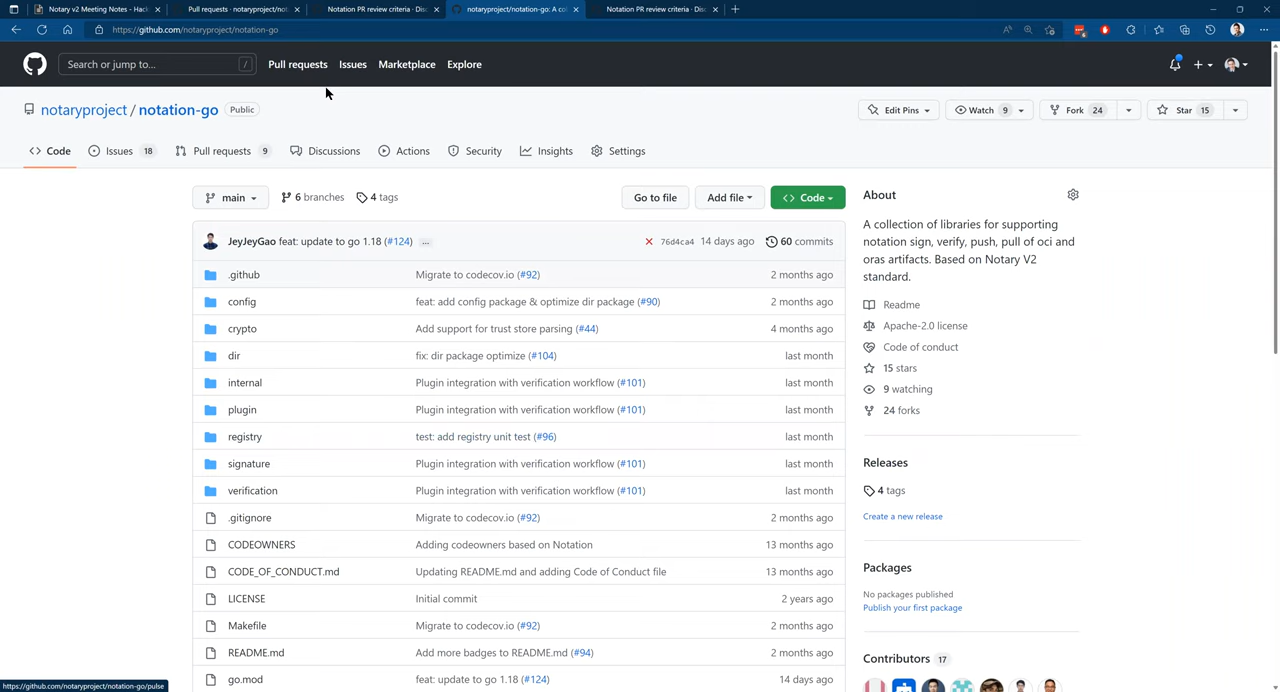 Notary v2 Meeting Notes - Hac
Pull requests · notaryproject/not
Notation PR review criteria · Disc
notaryproject/notation-go: A co
Notation PR review criteria · Disc
https://github.com/notaryproject/notation-go
Search or jump to... /
Pull requests Issues Marketplace Explore
notaryproject / notation-go Public
Edit Pins Watch 9 Fork 24 Star 15
Code Issues 18 Pull requests 9 Discussions Actions Security Insights Settings
main 6 branches 4 tags Go to file Add file Code
JeyJeyGao feat: update to go 1.18 (#124) ... 76d4ca4 14 days ago 60 commits
.github Migrate to codecov.io (#92) 2 months ago
config feat: add config package & optimize dir package (#90) 2 months ago
crypto Add support for trust store parsing (#44) 4 months ago
dir fix: dir package optimize (#104) last month
internal Plugin integration with verification workflow (#101) last month
plugin Plugin integration with verification workflow (#101) last month
registry test: add registry unit test (#96) last month
signature Plugin integration with verification workflow (#101) last month
verification Plugin integration with verification workflow (#101) last month
.gitignore Migrate to codecov.io (#92) 2 months ago
CODEOWNERS Adding codeowners based on Notation 13 months ago
CODE_OF_CONDUCT.md Updating README.md and adding Code of Conduct file 13 months ago
LICENSE Initial commit 2 years ago
Makefile Migrate to codecov.io (#92) 2 months ago
README.md Add more badges to README.md (#94) 2 months ago
go.mod feat: update to go 1.18 (#124) 14 days ago
About
A collection of libraries for supporting
notation sign, verify, push, pull of oci and
oras artifacts. Based on Notary V2
standard.
Readme
Apache-2.0 license
Code of conduct
15 stars
9 watching
24 forks
Releases
4 tags
Create a new release
Packages
No packages published
Publish your first package
Contributors 17
https://github.com/notaryproject/notation-go/pulse